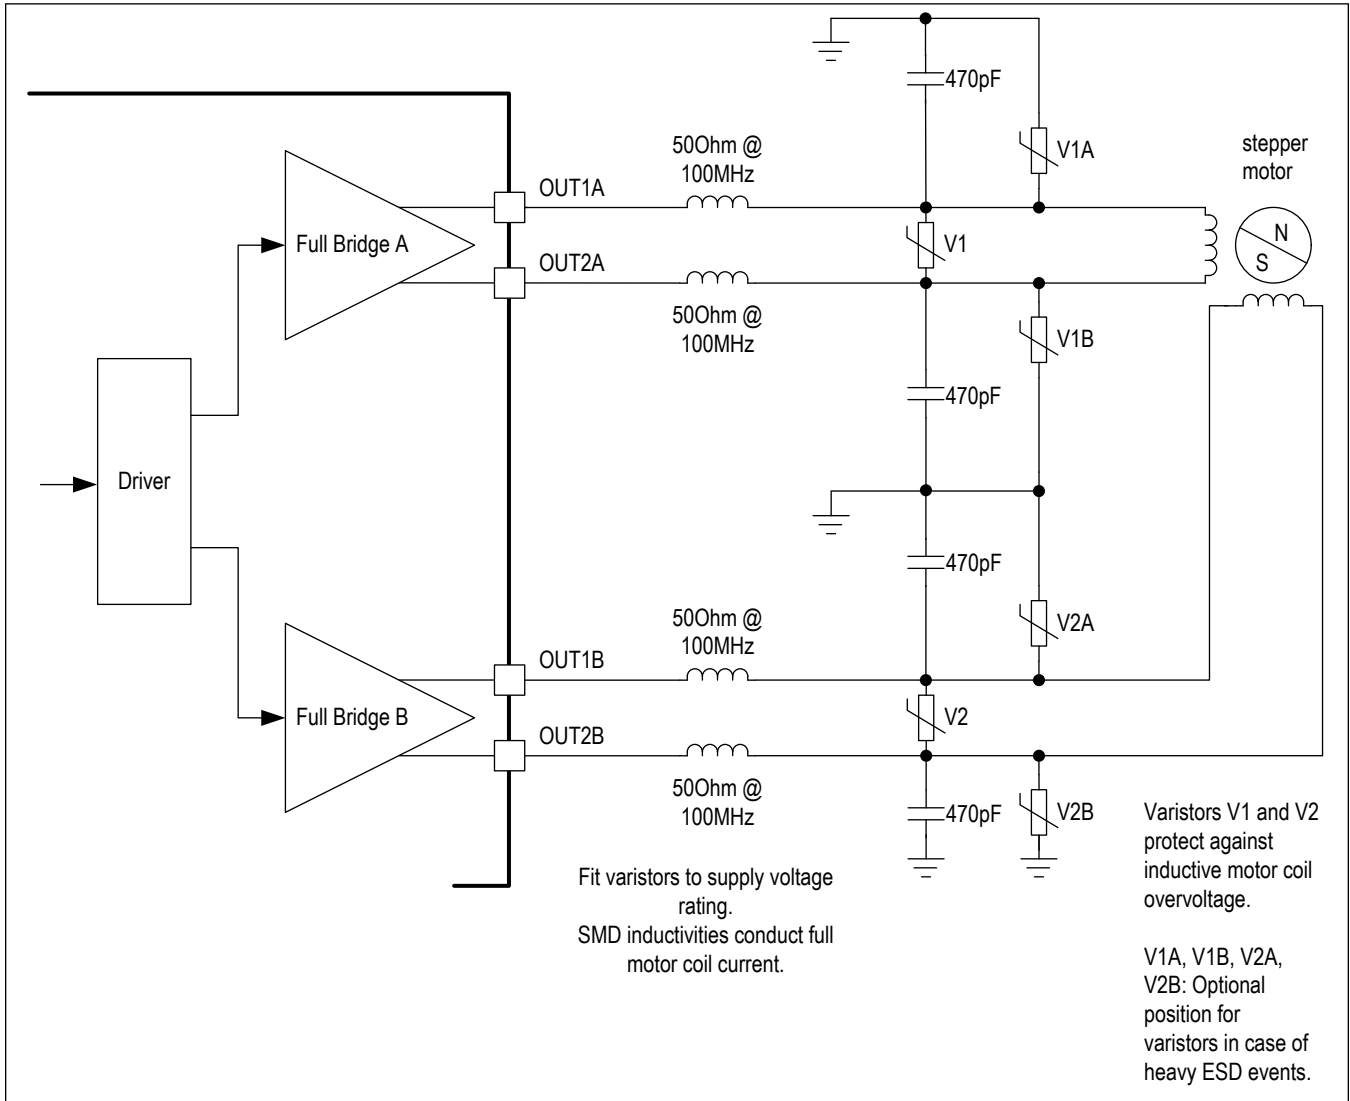 470pF
V1A
stepper
motor
50Ohm @
100MHz
OUT1A
Full Bridge A
V1
N
S
OUT2A
50Ohm @
100MHz
V1B
470pF
Driver
470pF
50Ohm @
100MHz
V2A
OUT1B
Full Bridge B
V2
OUT2B
50Ohm @
100MHz
470pF
V2B
Fit varistors to supply voltage
rating.
SMD inductivities conduct full
motor coil current.
Varistors V1 and V2
protect against
inductive motor coil
overvoltage.
V1A, V1B, V2A,
V2B: Optional
position for
varistors in case of
heavy ESD events.